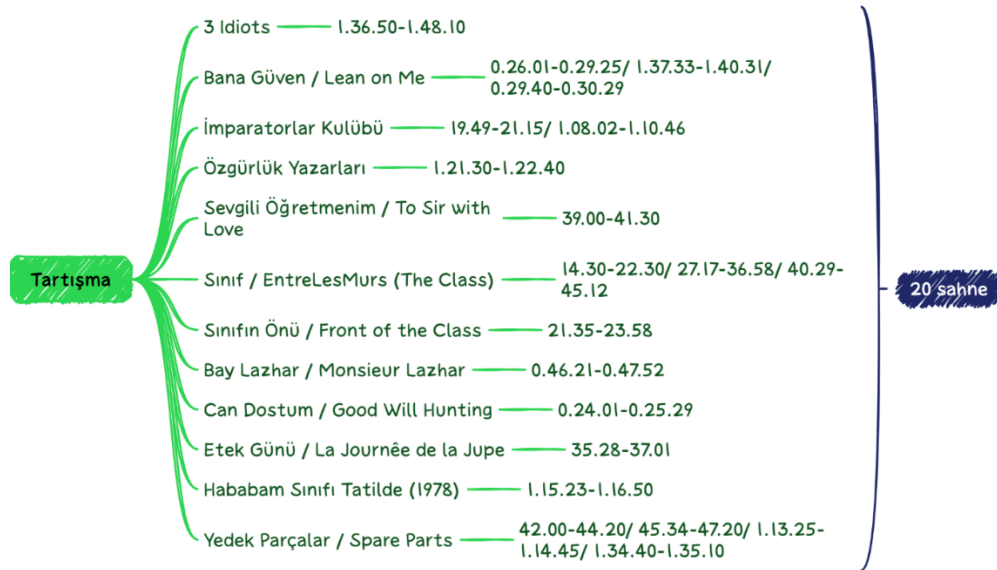 3 Idiots 1.36.50-1.48.10
Bana Güven / Lean on Me 0.26.01-0.29.25/ 1.37.33-1.40.31/
0.29.40-0.30.29
İmparatorlar Kulübü 19.49-21.15/ 1.08.02-1.10.46
Özgürlük Yazarları 1.21.30-1.22.40
Sevgili Öğretmenim / To Sir with
Love
39.00-41.30
Tartışma
Sınıf / EntreLesMurs (The Class) 14.30-22.30/ 27.17-36.58/ 40.29-
45.12
20 sahne
Sınıfın Önü / Front of the Class 21.35-23.58
Bay Lazhar / Monsieur Lazhar 0.46.21-0.47.52
Can Dostum / Good Will Hunting 0.24.01-0.25.29
Etek Günü / La Journêe de la Jupe 35.28-37.01
Hababam Sınıfı Tatilde (1978) 1.15.23-1.16.50
Yedek Parçalar / Spare Parts 42.00-44.20/ 45.34-47.20/ 1.13.25-
1.14.45/ 1.34.40-1.35.10